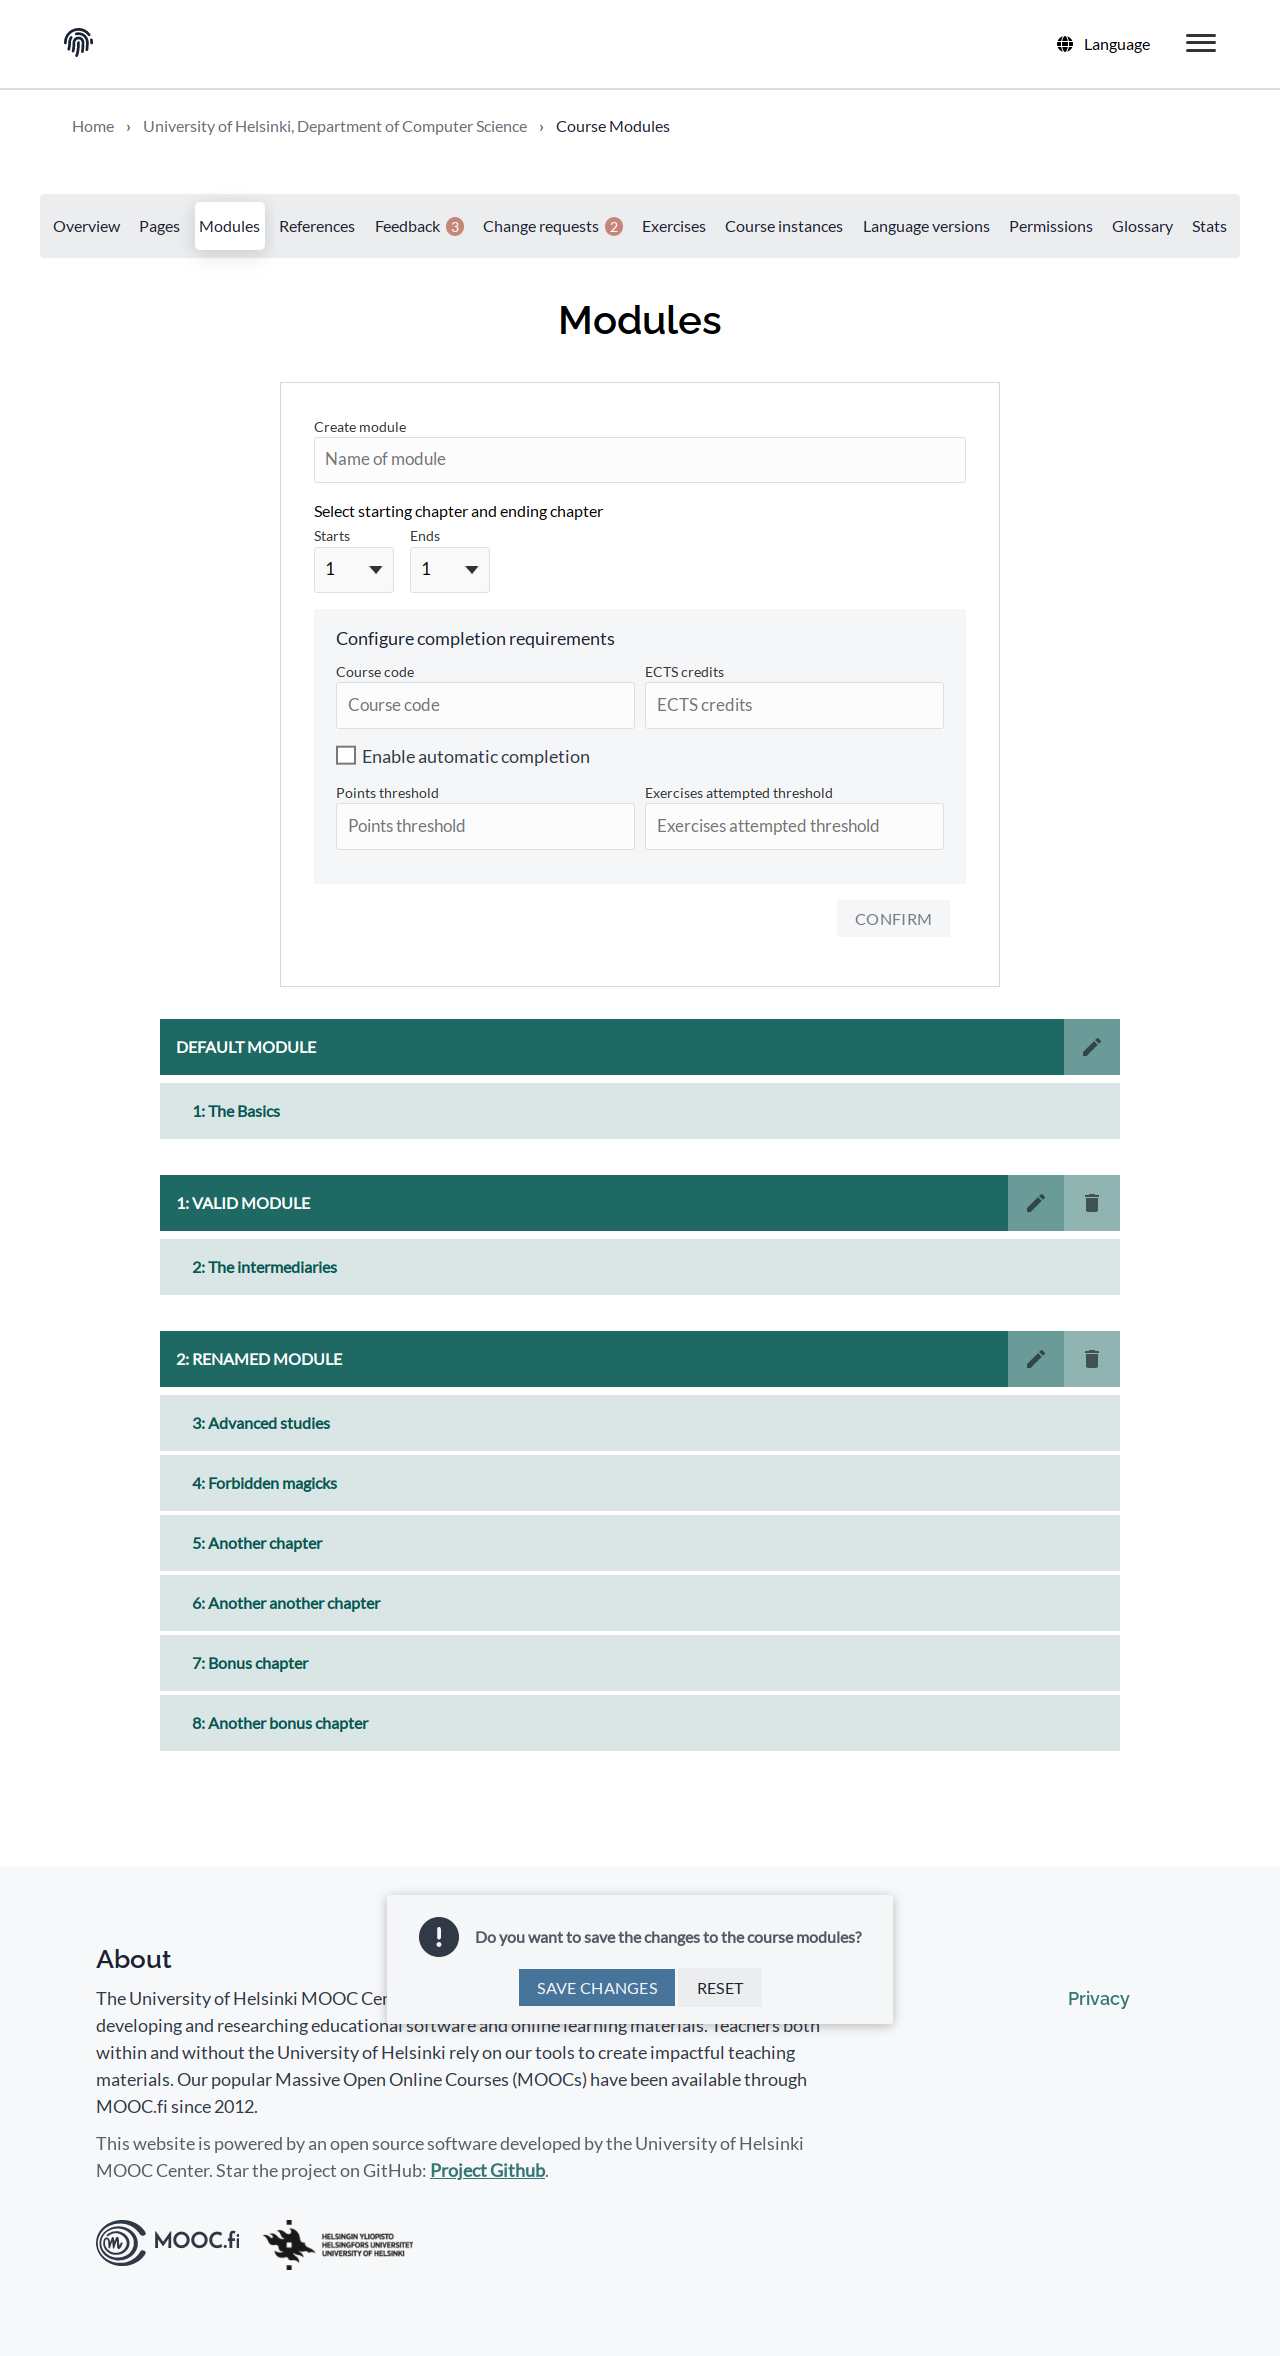 Language
Home › University of Helsinki, Department of Computer Science › Course Modules
Overview Pages Modules References Feedback 3 Change requests 2 Exercises Course instances Language versions Permissions Glossary Stats
Modules
Create module
Name of module
Select starting chapter and ending chapter
Starts Ends
1 1
Configure completion requirements
Course code ECTS credits
Course code ECTS credits
Enable automatic completion
Points threshold Exercises attempted threshold
Points threshold Exercises attempted threshold
CONFIRM
DEFAULT MODULE
1: The Basics
1: VALID MODULE
2: The intermediaries
2: RENAMED MODULE
3: Advanced studies
4: Forbidden magicks
5: Another chapter
6: Another another chapter
7: Bonus chapter
8: Another bonus chapter
Do you want to save the changes to the course modules?
SAVE CHANGES RESET
About
The University of Helsinki MOOC Privacy
developing and researching educational software and online learning materials. Teachers both
within and without the University of Helsinki rely on our tools to create impactful teaching
materials. Our popular Massive Open Online Courses (MOOCs) have been available through
MOOC.fi since 2012.
This website is powered by an open source software developed by the University of Helsinki
MOOC Center. Star the project on GitHub: Project Github.
MOOC.fi
HELSINGIN YLIOPISTO
HELSINGFORS UNIVERSITET
UNIVERSITY OF HELSINKI